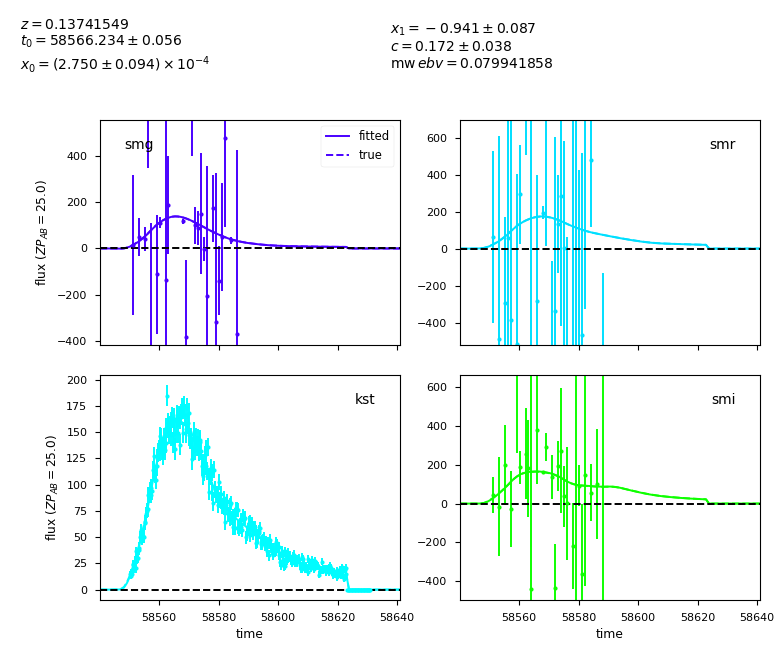 z = 0.13741549
t0 = 58566.234 ± 0.056
x0 = (2.750 ± 0.094) × 10^−4
x1 = −0.941 ± 0.087
c = 0.172 ± 0.038
mw ebv = 0.079941858
smg
fitted
true
400
200
0
−200
−400
flux (ZP_AB = 25.0)
smr
600
400
200
0
−200
−400
kst
200
175
150
125
100
75
50
25
0
flux (ZP_AB = 25.0)
58560 58580 58600 58620 58640
time
smi
600
400
200
0
−200
−400
58560 58580 58600 58620 58640
time